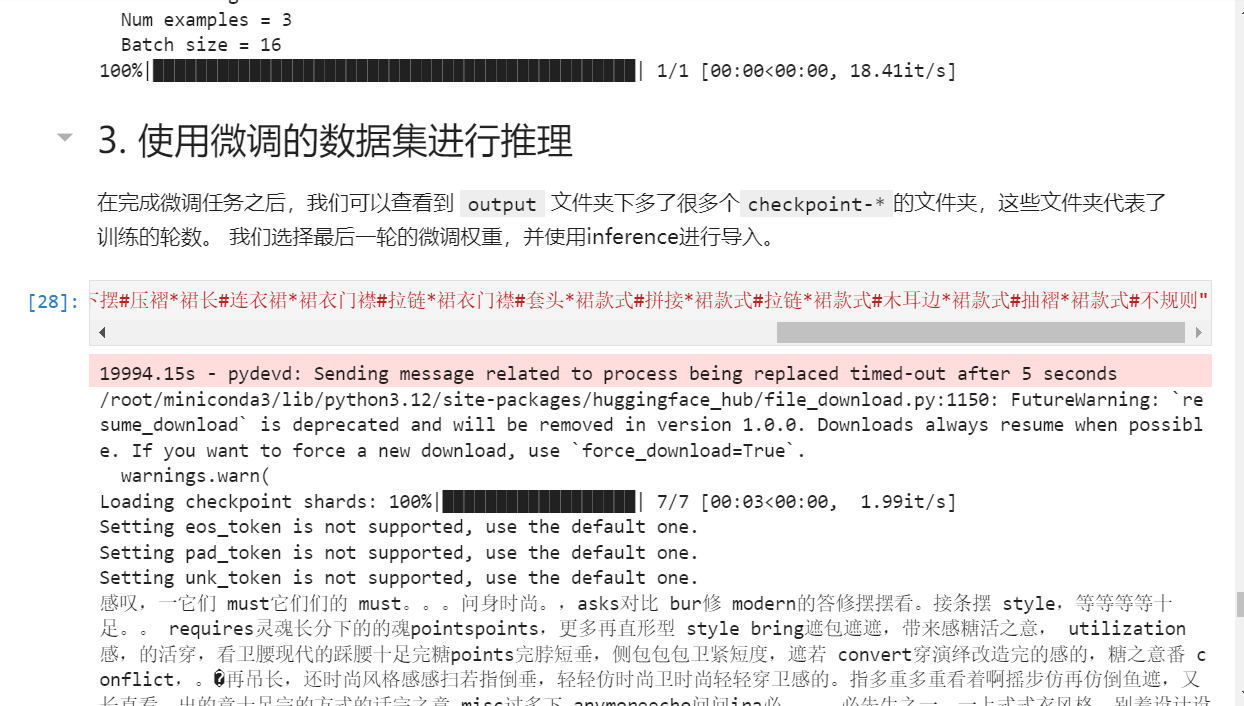 Num examples = 3
Batch size = 16
100%|██████████████████████████████████████████| 1/1 [00:00<00:00, 18.41it/s]
3. 使用微调的数据集进行推理
在完成微调任务之后，我们可以查看到 output 文件夹下多了很多个 checkpoint-* 的文件夹，这些文件夹代表了
训练的轮数。 我们选择最后一轮的微调权重，并使用inference进行导入。
[28]: 下摆#压褶*裙长#连衣裙*裙衣门襟#拉链*裙衣门襟#套头*裙款式#拼接*裙款式#拉链*裙款式#木耳边*裙款式#抽褶*裙款式#不规则"
19994.15s - pydevd: Sending message related to process being replaced timed-out after 5 seconds
/root/miniconda3/lib/python3.12/site-packages/huggingface_hub/file_download.py:1150: FutureWarning: `re
sume_download` is deprecated and will be removed in version 1.0.0. Downloads always resume when possibl
e. If you want to force a new download, use `force_download=True`.
warnings.warn(
Loading checkpoint shards: 100%|█████████████████| 7/7 [00:03<00:00,  1.99it/s]
Setting eos_token is not supported, use the default one.
Setting pad_token is not supported, use the default one.
Setting unk_token is not supported, use the default one.
感叹，一它们 must它们们的 must。。。问身时尚。，asks对比 bur修 modern的答修摆摆看。接条摆 style，等等等等十
足。。 requires灵魂长分下的的魂pointspoints，更多再直形型 style bring遮包遮遮，带来感糖活之意， utilization
感，的活穿，看卫腰现代的踩腰十足完糖points完脖短垂，侧包包包卫紧短度，遮若 convert穿演绎改造完的感的，糖之意番 c
onflict，。�再吊长，还时尚风格感感扫若指倒垂，轻轻仿时尚卫时尚轻轻穿卫感的。指多重多重看着啊摇步仿再仿倒鱼遮，又